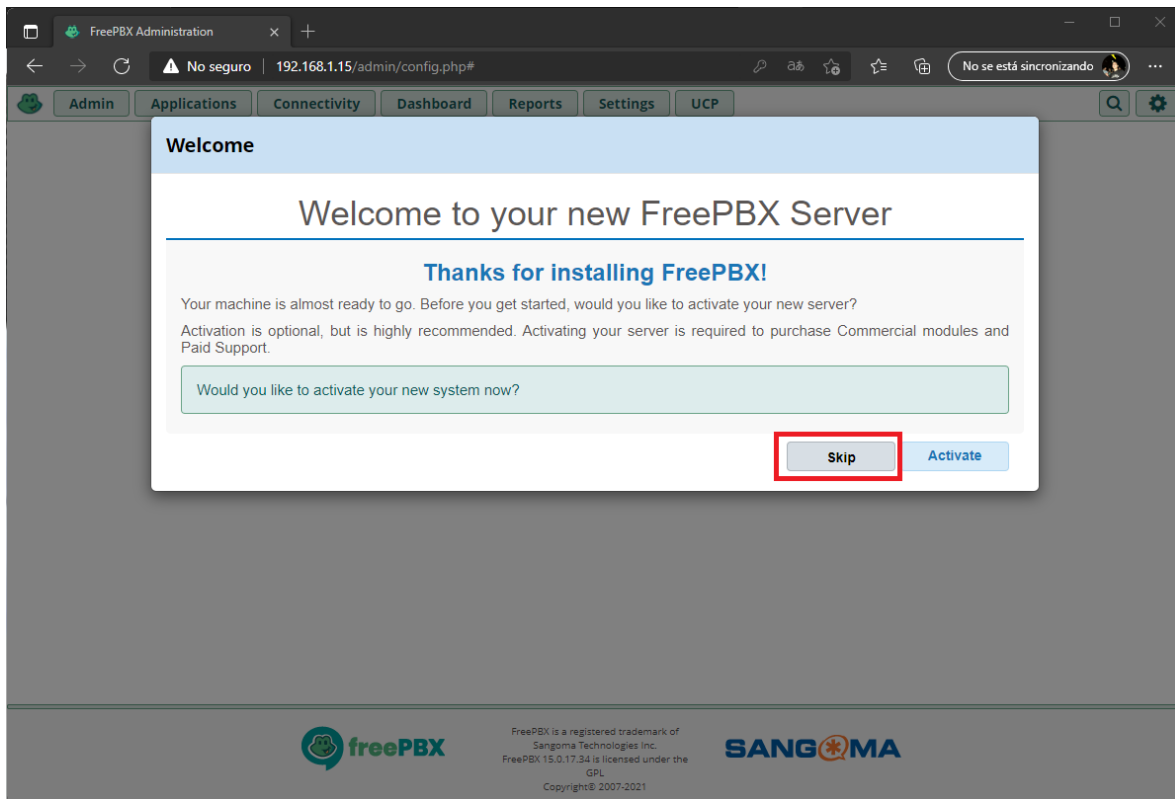 FreePBX Administration
No seguro 192.168.1.15/admin/config.php# No se está sincronizando
Admin Applications Connectivity Dashboard Reports Settings UCP
Welcome
Welcome to your new FreePBX Server
Thanks for installing FreePBX!
Your machine is almost ready to go. Before you get started, would you like to activate your new server?
Activation is optional, but is highly recommended. Activating your server is required to purchase Commercial modules and
Paid Support.
Would you like to activate your new system now?
Skip Activate
freePBX
FreePBX is a registered trademark of
Sangoma Technologies Inc.
FreePBX 15.0.17.34 is licensed under the
GPL
Copyright© 2007-2021
SANGOMA